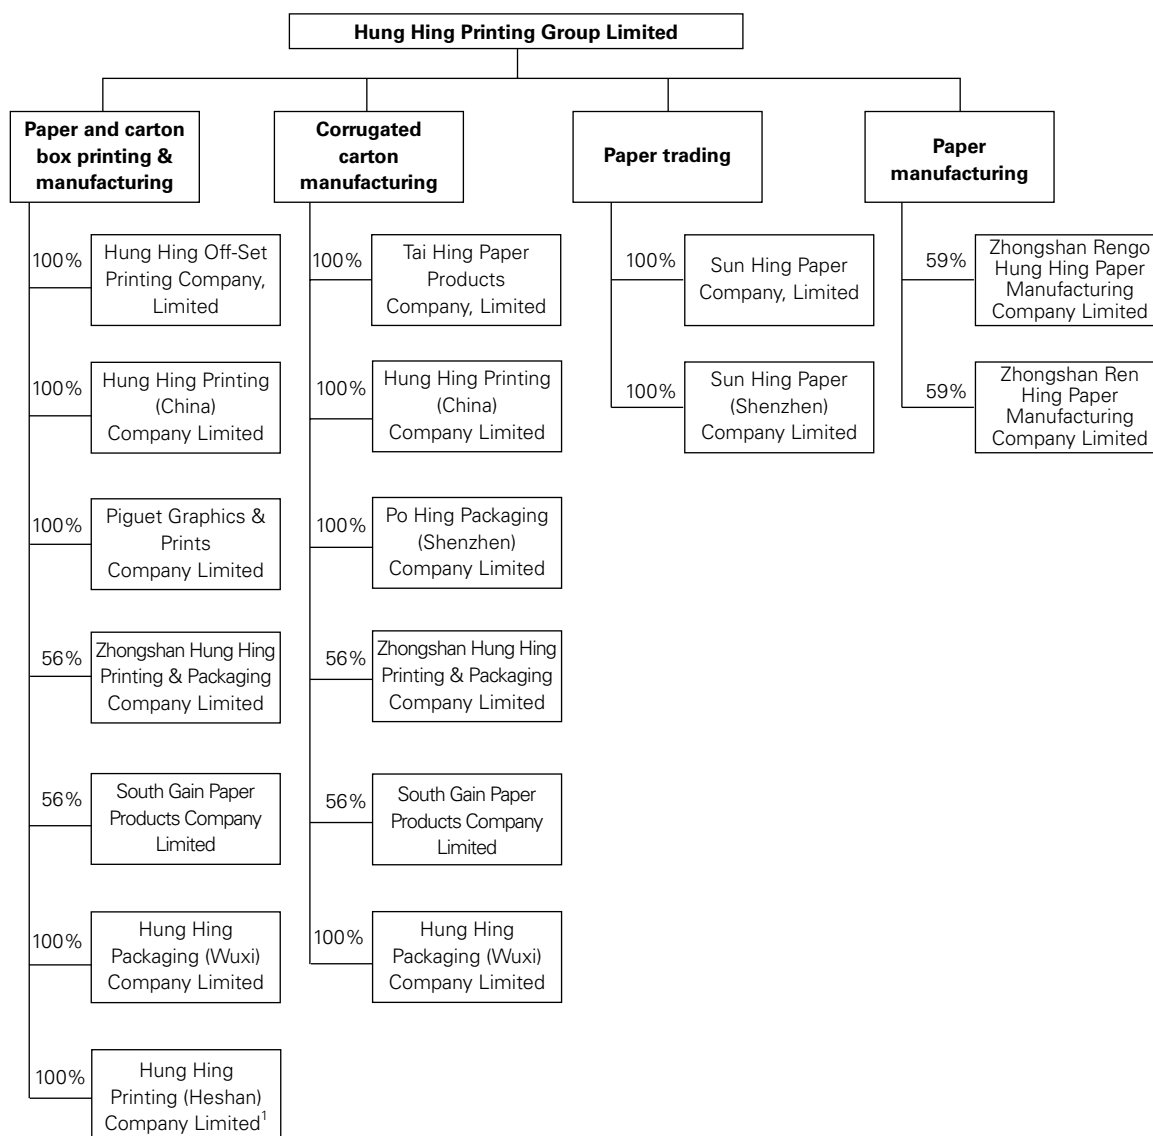 Hung Hing Printing Group Limited
Paper and carton
box printing &
manufacturing
100%
Hung Hing Off-Set
Printing Company,
Limited
100%
Hung Hing Printing
(China)
Company Limited
100%
Piguet Graphics &
Prints
Company Limited
56%
Zhongshan Hung Hing
Printing & Packaging
Company Limited
56%
South Gain Paper
Products Company
Limited
100%
Hung Hing
Packaging (Wuxi)
Company Limited
100%
Hung Hing
Printing (Heshan)
Company Limited¹
Corrugated
carton
manufacturing
100%
Tai Hing Paper
Products
Company, Limited
100%
Hung Hing Printing
(China)
Company Limited
100%
Po Hing Packaging
(Shenzhen)
Company Limited
56%
Zhongshan Hung Hing
Printing & Packaging
Company Limited
56%
South Gain Paper
Products Company
Limited
100%
Hung Hing
Packaging (Wuxi)
Company Limited
Paper trading
100%
Sun Hing Paper
Company, Limited
100%
Sun Hing Paper
(Shenzhen)
Company Limited
Paper
manufacturing
59%
Zhongshan Rengo
Hung Hing Paper
Manufacturing
Company Limited
59%
Zhongshan Ren
Hing Paper
Manufacturing
Company Limited